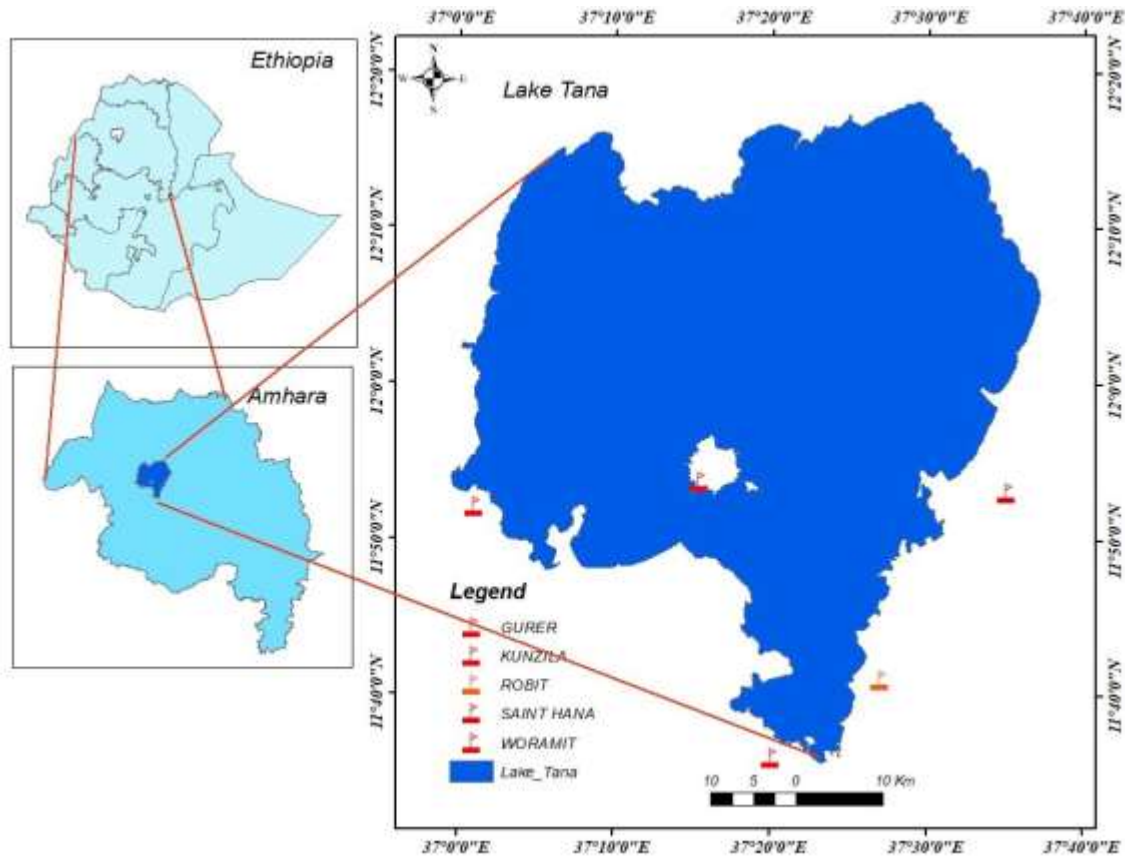 37°0'0"E 37°10'0"E 37°20'0"E 37°30'0"E 37°40'0"E
Ethiopia
N
W E
S
Lake Tana
12°20'0"N 12°20'0"N
12°10'0"N 12°10'0"N
Amhara
12°0'0"N 12°0'0"N
11°50'0"N 11°50'0"N
11°40'0"N 11°40'0"N
Legend
GURER
KUNZILA
ROBIT
SAINT HANA
WORAMIT
Lake_Tana
10 5 0 10 Km
37°0'0"E 37°10'0"E 37°20'0"E 37°30'0"E 37°40'0"E